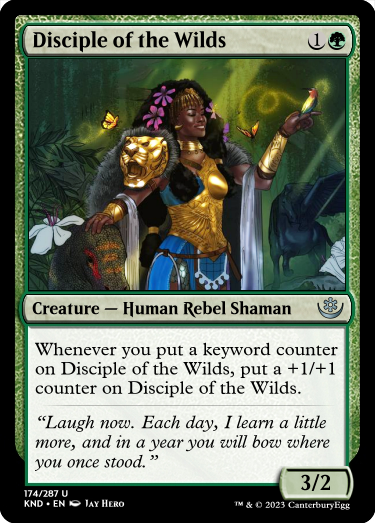 Disciple of the Wilds 1
Creature — Human Rebel Shaman
Whenever you put a keyword counter
on Disciple of the Wilds, put a +1/+1
counter on Disciple of the Wilds.
“Laugh now. Each day, I learn a little
more, and in a year you will bow where
you once stood.”
3/2
174/287 U
KND • EN Jay Hero
™ & © 2023 CanterburyEgg